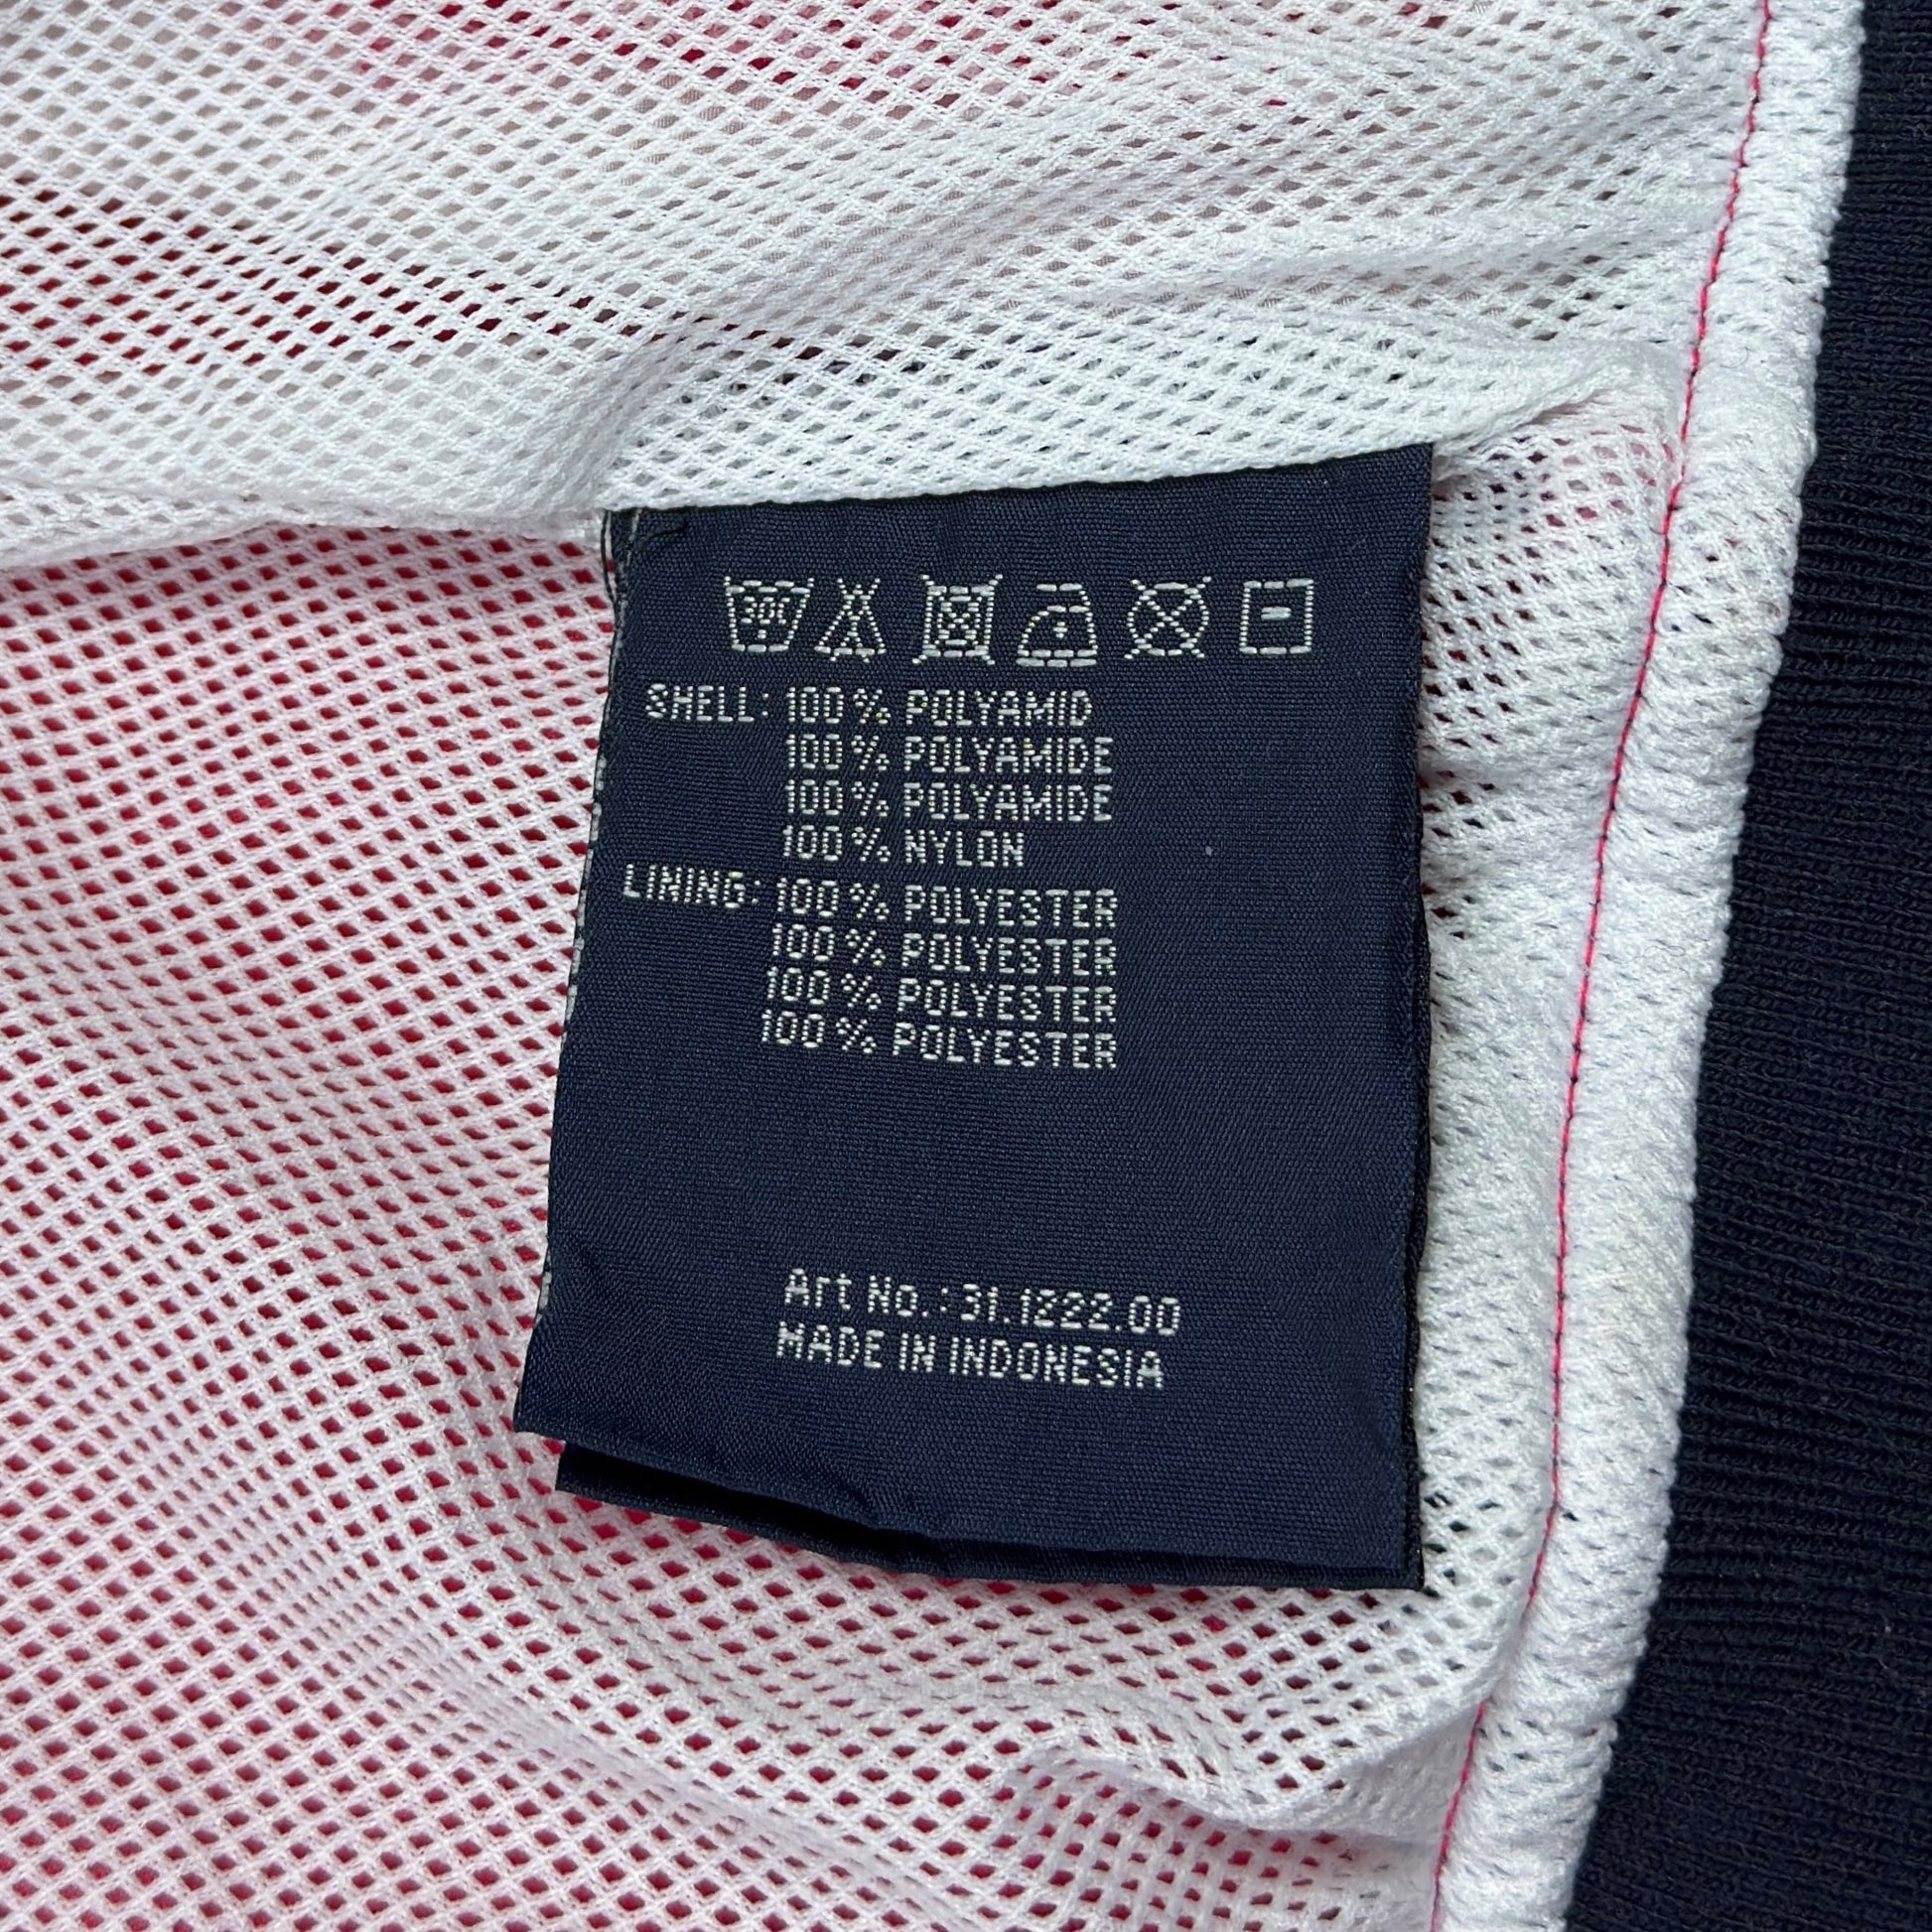 30C
SHELL: 100% POLYAMID
100% POLYAMIDE
100% POLYAMIDE
100% NYLON
LINING: 100% POLYESTER
100% POLYESTER
100% POLYESTER
100% POLYESTER
Art No.: 31.1222.00
MADE IN INDONESIA